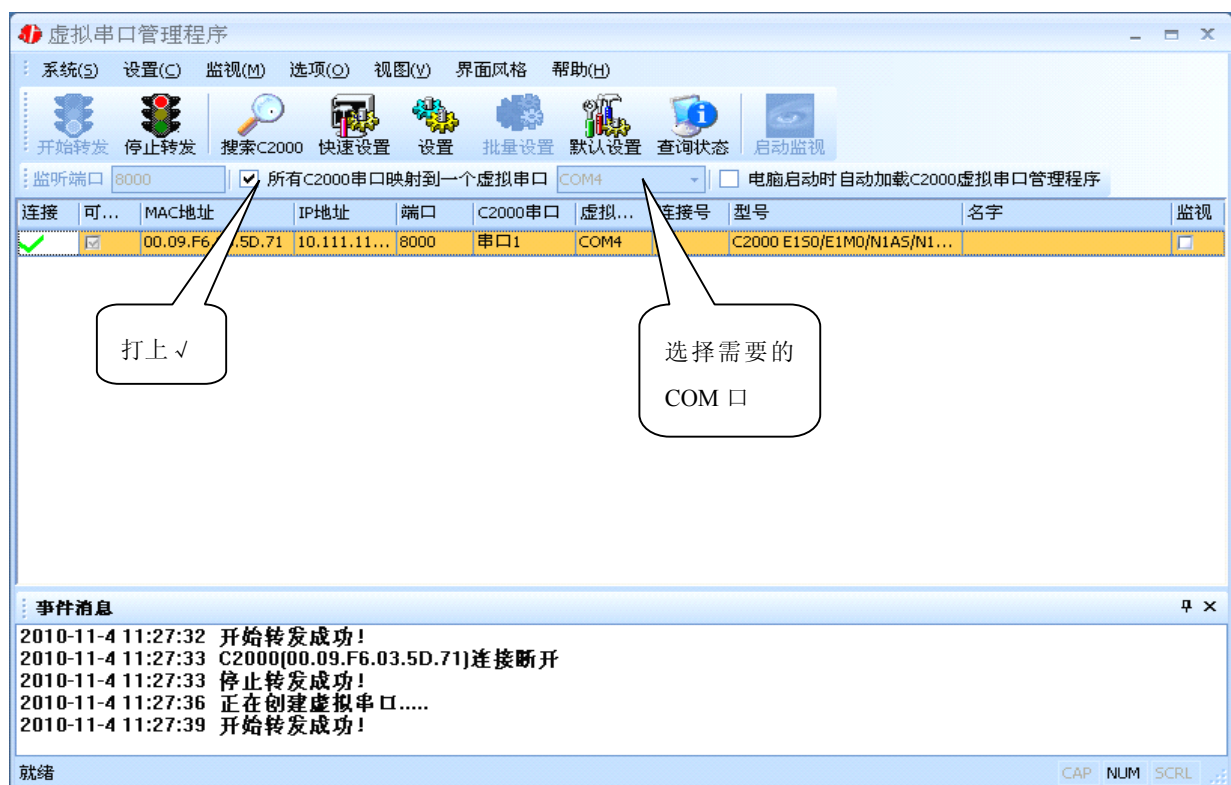 虚拟串口管理程序
系统(S) 设置(C) 监视(M) 选项(O) 视图(V) 界面风格 帮助(H)
开始转发 停止转发 搜索C2000 快速设置 设置 批量设置 默认设置 查询状态 启动监视
监听端口 8000 所有C2000串口映射到一个虚拟串口 COM4 电脑启动时自动加载C2000虚拟串口管理程序
连接 可... MAC地址 IP地址 端口 C2000串口 虚拟... 连接号 型号 名字 监视
00.09.F6. .5D.71 10.111.11... 8000 串口1 COM4 C2000 E1S0/E1M0/N1AS/N1...
打上√
选择需要的
COM 口
事件消息
2010-11-4 11:27:32 开始转发成功!
2010-11-4 11:27:33 C2000(00.09.F6.03.5D.71)连接断开
2010-11-4 11:27:33 停止转发成功!
2010-11-4 11:27:36 正在创建虚拟串口.....
2010-11-4 11:27:39 开始转发成功!
就绪 CAP NUM SCRL